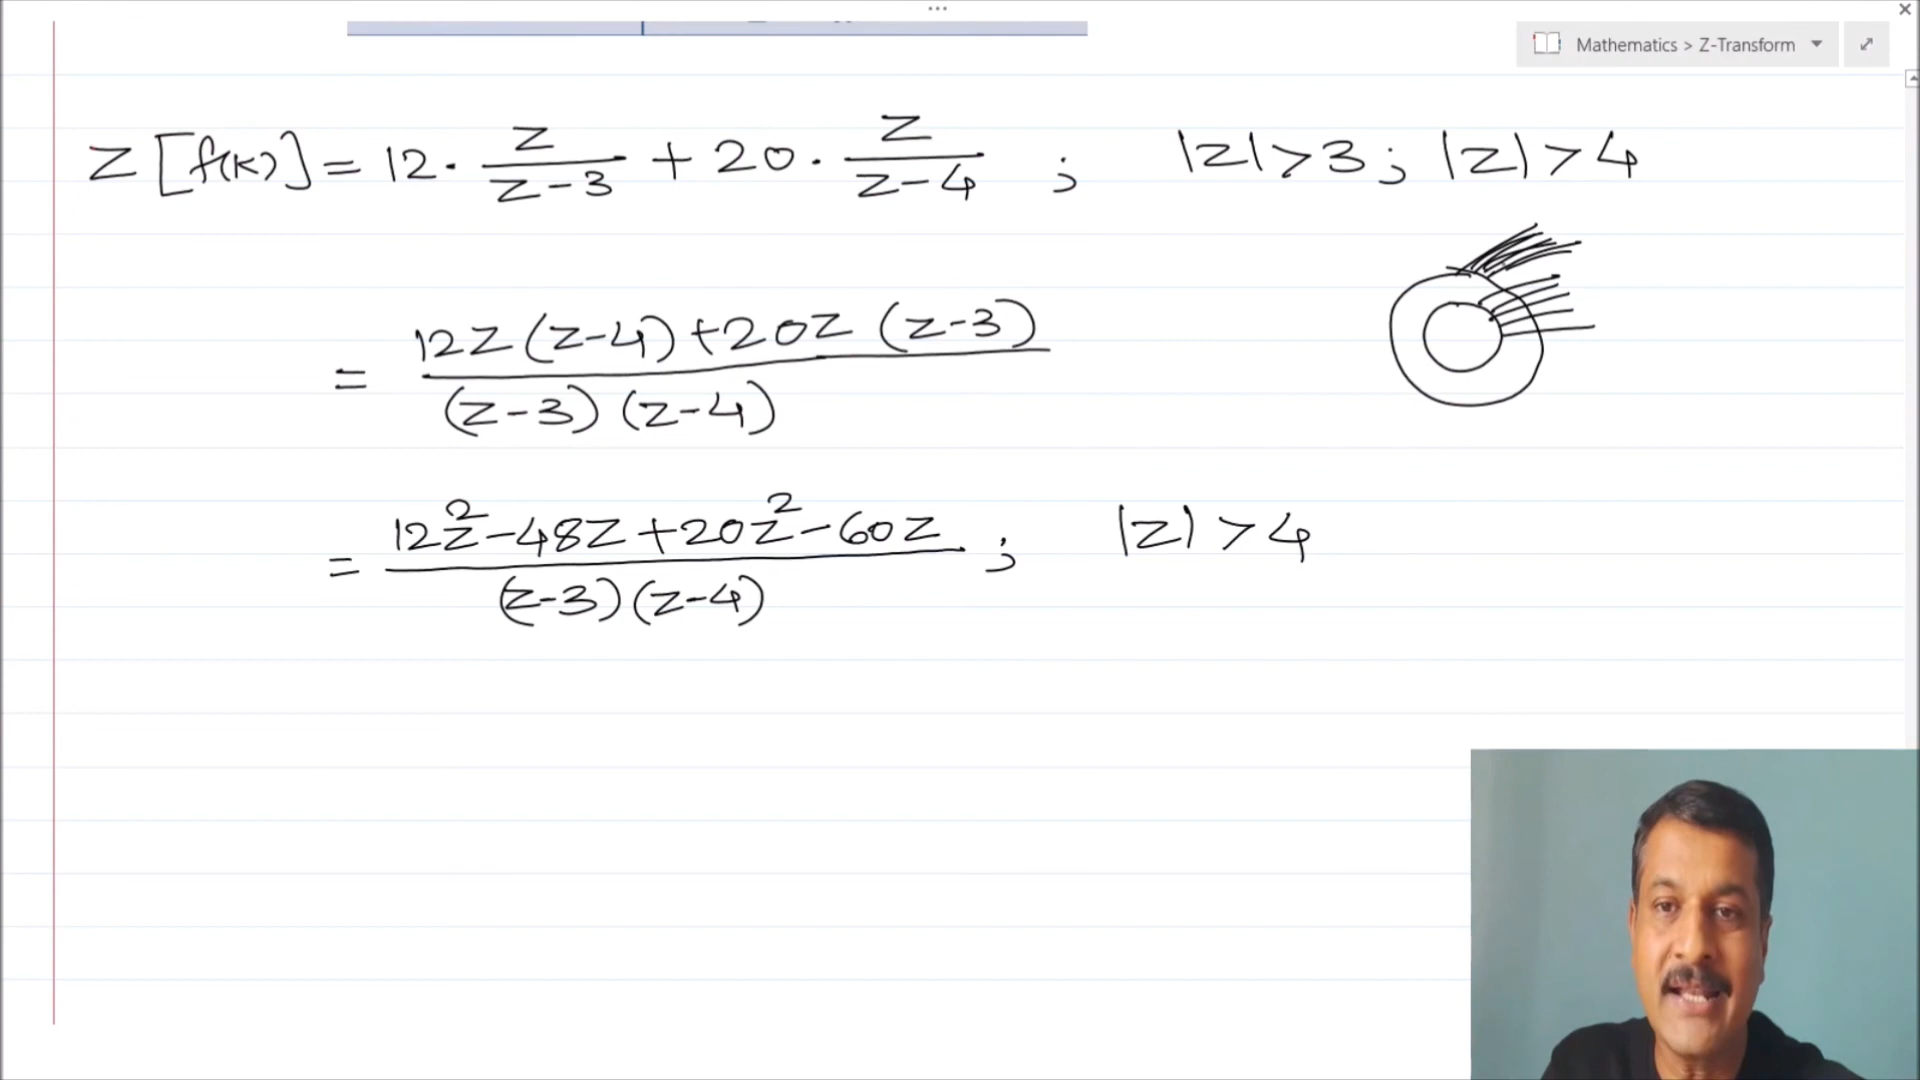 Mathematics > Z-Transform
Z[f(k)] = 12 · z/(z-3) + 20 · z/(z-4) ; |z| > 3 ; |z| > 4
= (12z(z-4) + 20z(z-3))/((z-3)(z-4))
= (12z² - 48z + 20z² - 60z)/((z-3)(z-4)) ; |z| > 4